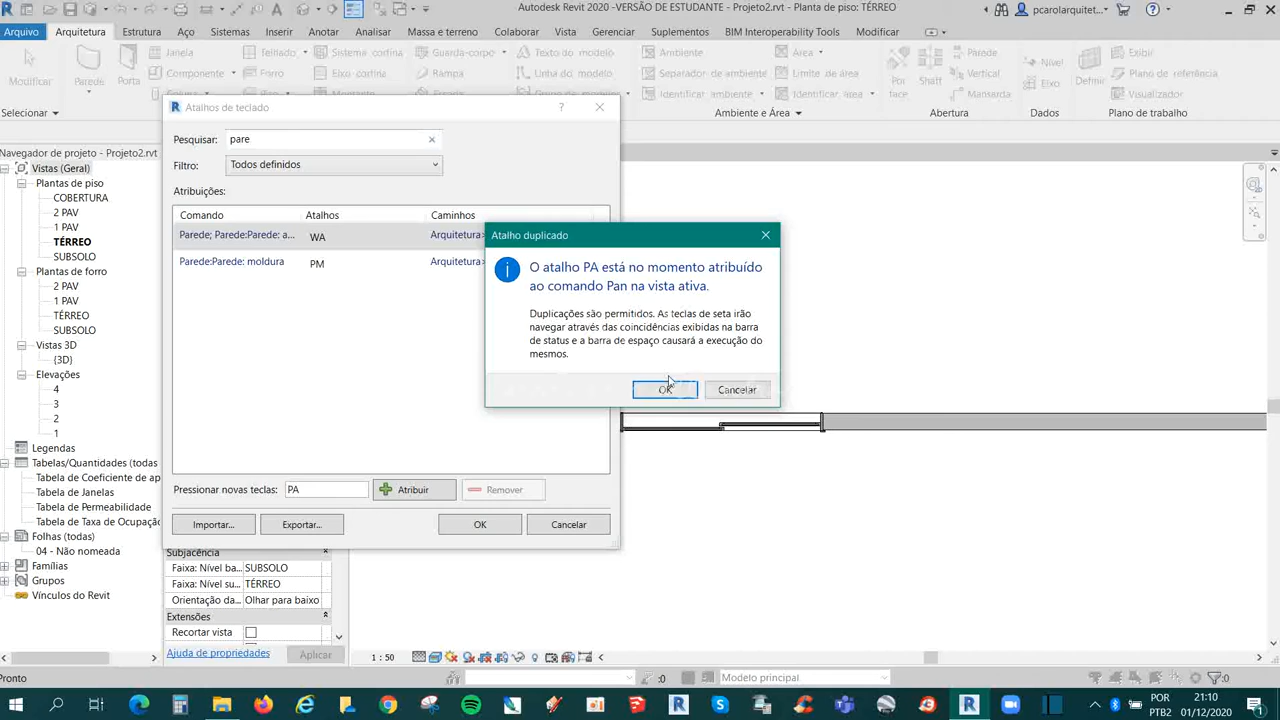 Autodesk Revit 2020 -VERSÃO DE ESTUDANTE - Projeto2.rvt - Planta de piso: TÉRREO
pcarolarquitet...
Arquivo Arquitetura Estrutura Aço Sistemas Inserir Anotar Analisar Massa e terreno Colaborar Vista Gerenciar Suplementos BIM Interoperability Tools Modificar
Modificar
Parede
Porta
Janela
Telhado
Sistema cortina
Guarda-corpo
Texto do modelo
Ambiente
Área
Parede
Nível
Exibir
Componente
Forro
Eixo cortina
Rampa
Linha do modelo
Separador de ambiente
Limite de área
Por
Shaft
Vertical
Eixo
Definir
Plano de referência
Identificar ambiente
Identificar área
face
Mansarda
Visualizador
Selecionar
Ambiente e Área
Abertura
Dados
Plano de trabalho
Navegador de projeto - Projeto2.rvt
Vistas (Geral)
Plantas de piso
COBERTURA
2 PAV
1 PAV
TÉRREO
SUBSOLO
Plantas de forro
2 PAV
1 PAV
TÉRREO
SUBSOLO
Vistas 3D
{3D}
Elevações
4
3
2
1
Legendas
Tabelas/Quantidades (todas
Tabela de Coeficiente de ap
Tabela de Janelas
Tabela de Permeabilidade
Tabela de Taxa de Ocupação
Folhas (todas)
04 - Não nomeada
Famílias
Grupos
Vínculos do Revit
Atalhos de teclado
Pesquisar: pare
Filtro: Todos definidos
Atribuições:
Comando Atalhos Caminhos
Parede; Parede:Parede: a... WA Arquitetura>
Parede:Parede: moldura PM Arquitetura>
Pressionar novas teclas: PA Atribuir Remover
Importar... Exportar... OK Cancelar
Atalho duplicado
O atalho PA está no momento atribuído
ao comando Pan na vista ativa.
Duplicações são permitidos. As teclas de seta irão
navegar através das coincidências exibidas na barra
de status e a barra de espaço causará a execução do
mesmos.
OK Cancelar
Subjacência
Faixa: Nível ba... SUBSOLO
Faixa: Nível su... TÉRREO
Orientação da... Olhar para baixo
Extensões
Recortar vista
Ajuda de propriedades Aplicar
1 : 50
Pronto
:0
Modelo principal
:0
POR
PTB2
21:10
01/12/2020
1